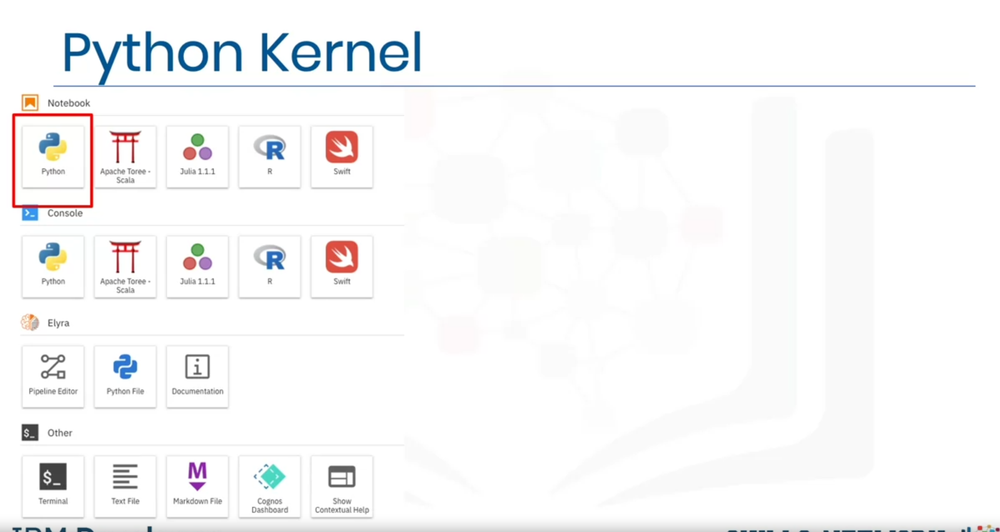 Python Kernel
Notebook
Python
Apache Toree -
Scala
Julia 1.1.1
R
Swift
Console
Python
Apache Toree -
Scala
Julia 1.1.1
R
Swift
Elyra
Pipeline Editor
Python File
Documentation
$_ Other
$_
Terminal
Text File
M
Markdown File
Cognos
Dashboard
Show
Contextual Help
IBM